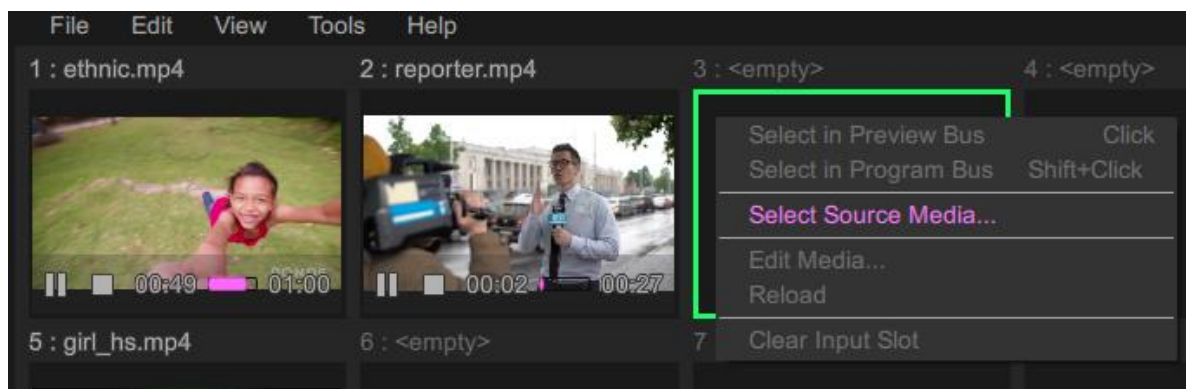 File Edit View Tools Help
1 : ethnic.mp4 2 : reporter.mp4 3 : <empty> 4 : <empty>
Select in Preview Bus Click
Select in Program Bus Shift+Click
Select Source Media...
Edit Media...
Reload
00:49 01:00 00:02 00:27
Clear Input Slot
5 : girl_hs.mp4 6 : <empty> 7